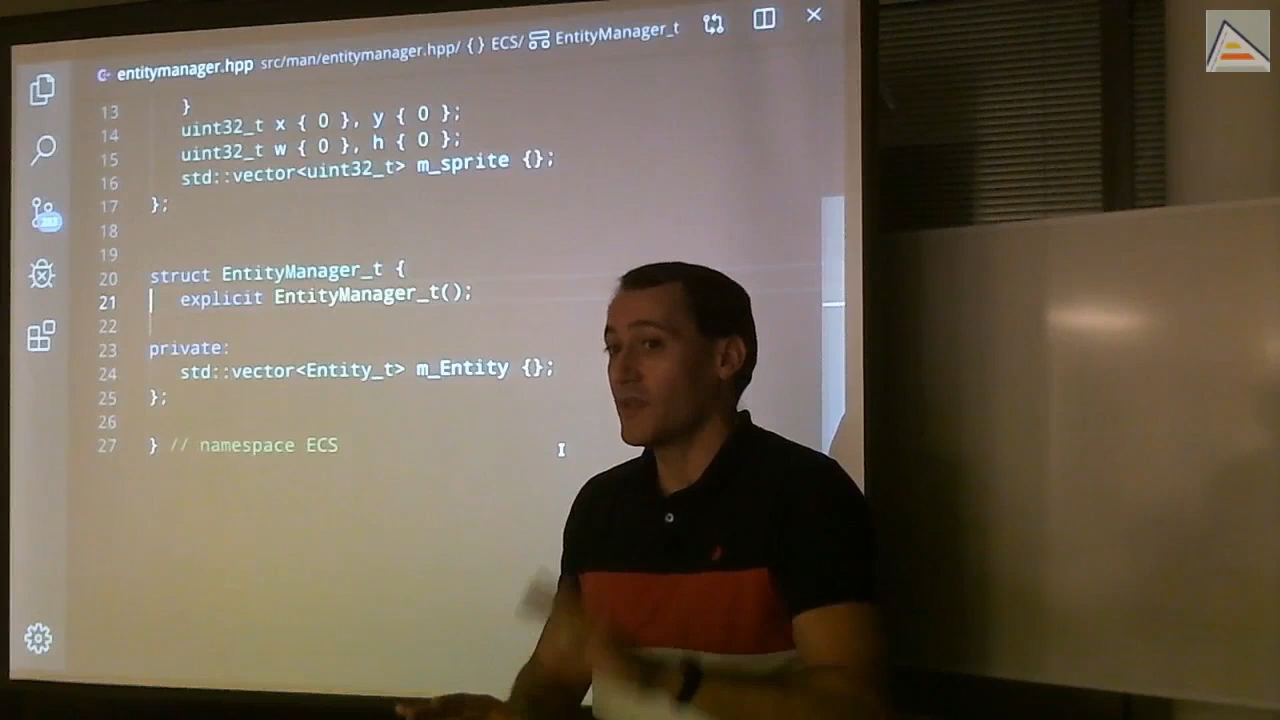 entitymanager.hpp src/man/entitymanager.hpp/ { } ECS/ EntityManager_t
13 }
14 uint32_t x { 0 }, y { 0 };
15 uint32_t w { 0 }, h { 0 };
16 std::vector<uint32_t> m_sprite {};
17 };
18
19
20 struct EntityManager_t {
21 explicit EntityManager_t();
22
23 private:
24 std::vector<Entity_t> m_Entity {};
25 };
26
27 } // namespace ECS